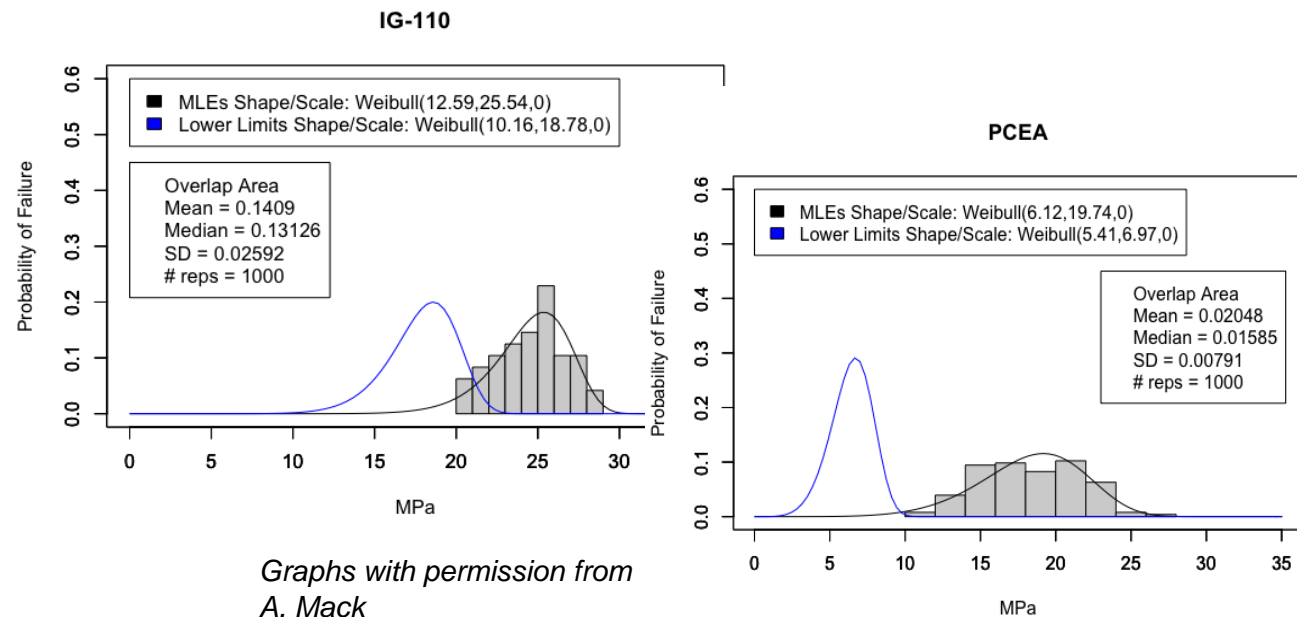 IG-110
MLEs Shape/Scale: Weibull(12.59,25.54,0)
Lower Limits Shape/Scale: Weibull(10.16,18.78,0)
Overlap Area
Mean = 0.1409
Median = 0.13126
SD = 0.02592
# reps = 1000
Probability of Failure
0.6
0.5
0.4
0.3
0.2
0.1
0.0
0 5 10 15 20 25 30
MPa
PCEA
MLEs Shape/Scale: Weibull(6.12,19.74,0)
Lower Limits Shape/Scale: Weibull(5.41,6.97,0)
Overlap Area
Mean = 0.02048
Median = 0.01585
SD = 0.00791
# reps = 1000
Probability of Failure
0.6
0.5
0.4
0.3
0.2
0.1
0.0
0 5 10 15 20 25 30 35
MPa
Graphs with permission from
A. Mack